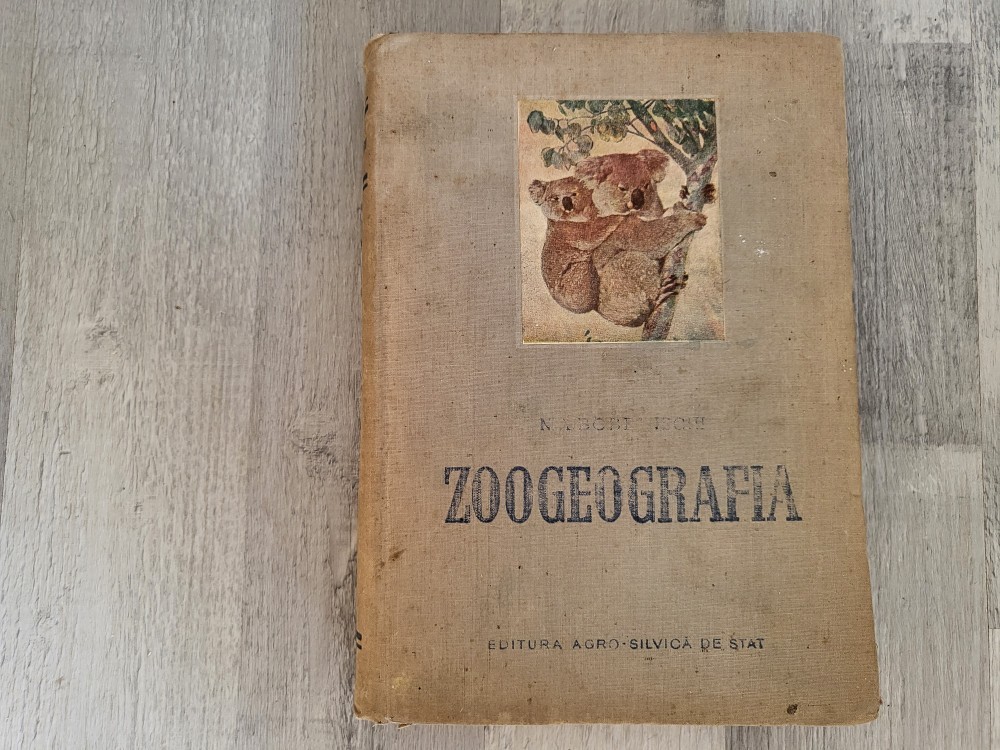 ZOOGEOGRAFIA
EDITURA AGRO-SILVICĂ DE STAT